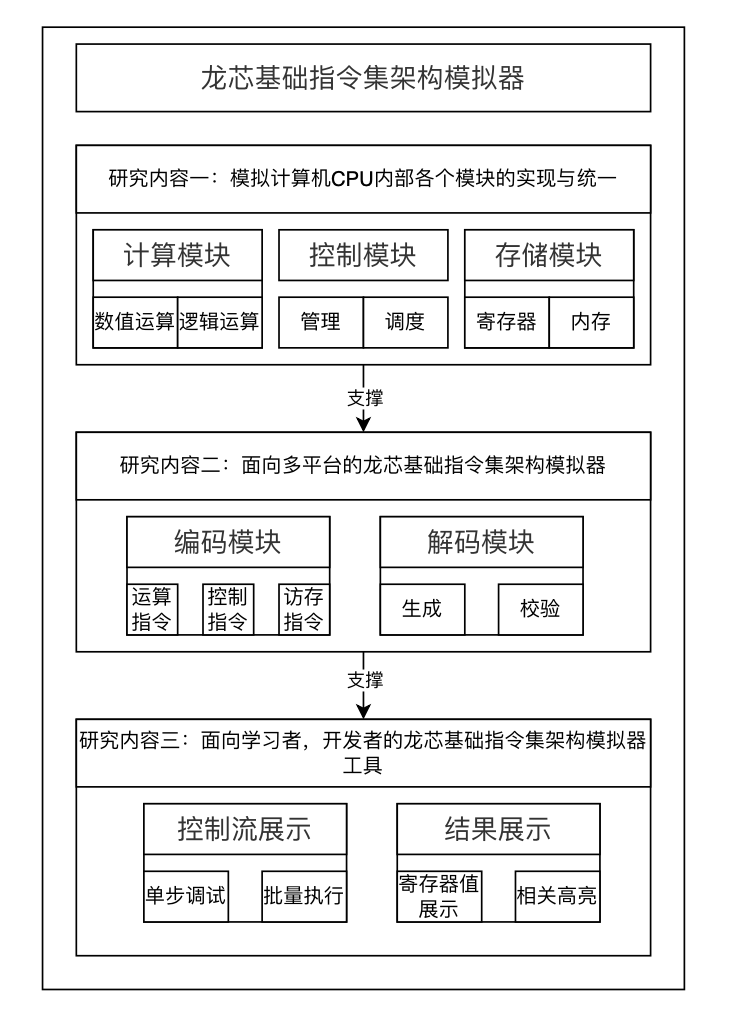 龙芯基础指令集架构模拟器
研究内容一：模拟计算机CPU内部各个模块的实现与统一
计算模块
控制模块
存储模块
数值运算
逻辑运算
管理
调度
寄存器
内存
支撑
研究内容二：面向多平台的龙芯基础指令集架构模拟器
编码模块
解码模块
运算
指令
控制
指令
访存
指令
生成
校验
支撑
研究内容三：面向学习者，开发者的龙芯基础指令集架构模拟器
工具
控制流展示
结果展示
单步调试
批量执行
寄存器值
展示
相关高亮